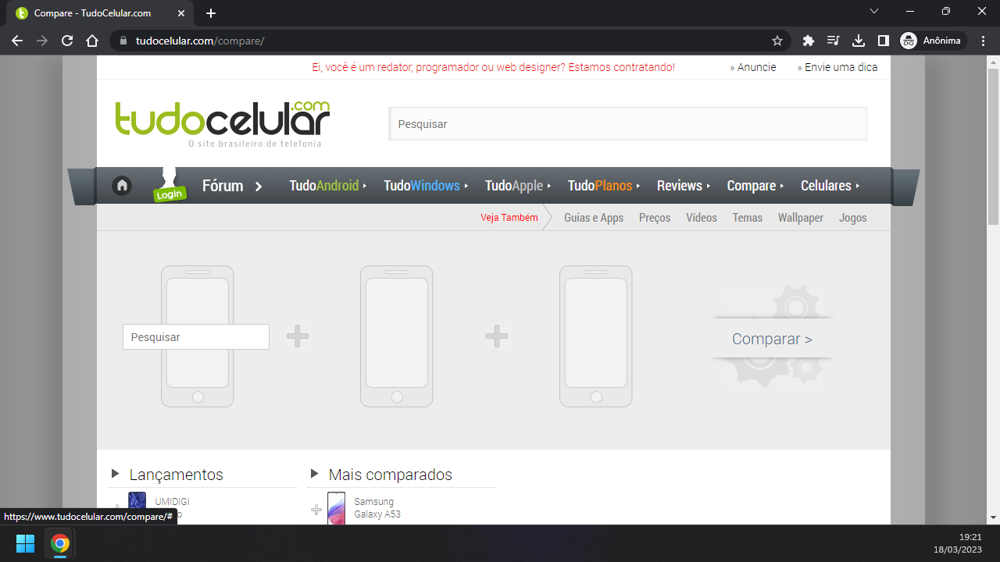 Compare - TudoCelular.com
tudocelular.com/compare/
Anônima
Ei, você é um redator, programador ou web designer? Estamos contratando!
» Anuncie
» Envie uma dica
tudocelular.com
O site brasileiro de telefonia
Pesquisar
Login
Fórum
TudoAndroid
TudoWindows
TudoApple
TudoPlanos
Reviews
Compare
Celulares
Veja Também
Guias e Apps
Preços
Vídeos
Temas
Wallpaper
Jogos
Pesquisar
Comparar >
Lançamentos
Mais comparados
UMIDIGI
Samsung
Galaxy A53
https://www.tudocelular.com/compare/#
19:21
18/03/2023